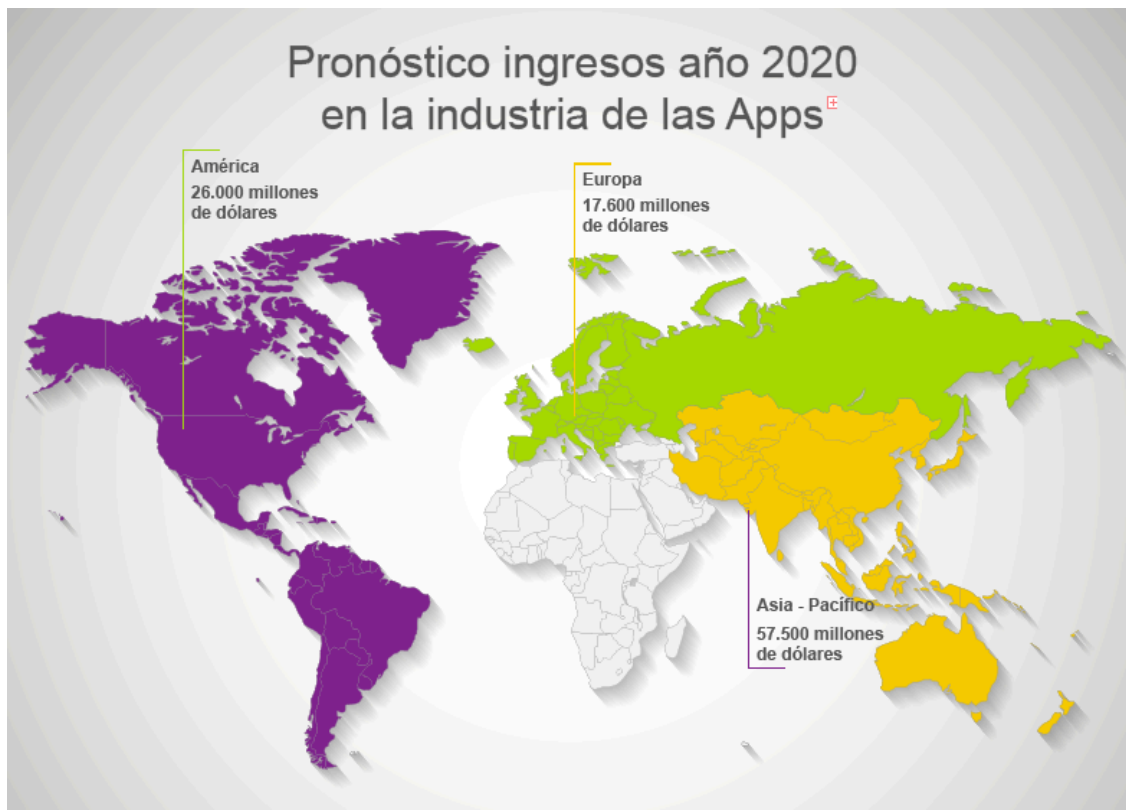 Pronóstico ingresos año 2020
en la industria de las Apps
América
26.000 millones
de dólares
Europa
17.600 millones
de dólares
Asia - Pacífico
57.500 millones
de dólares